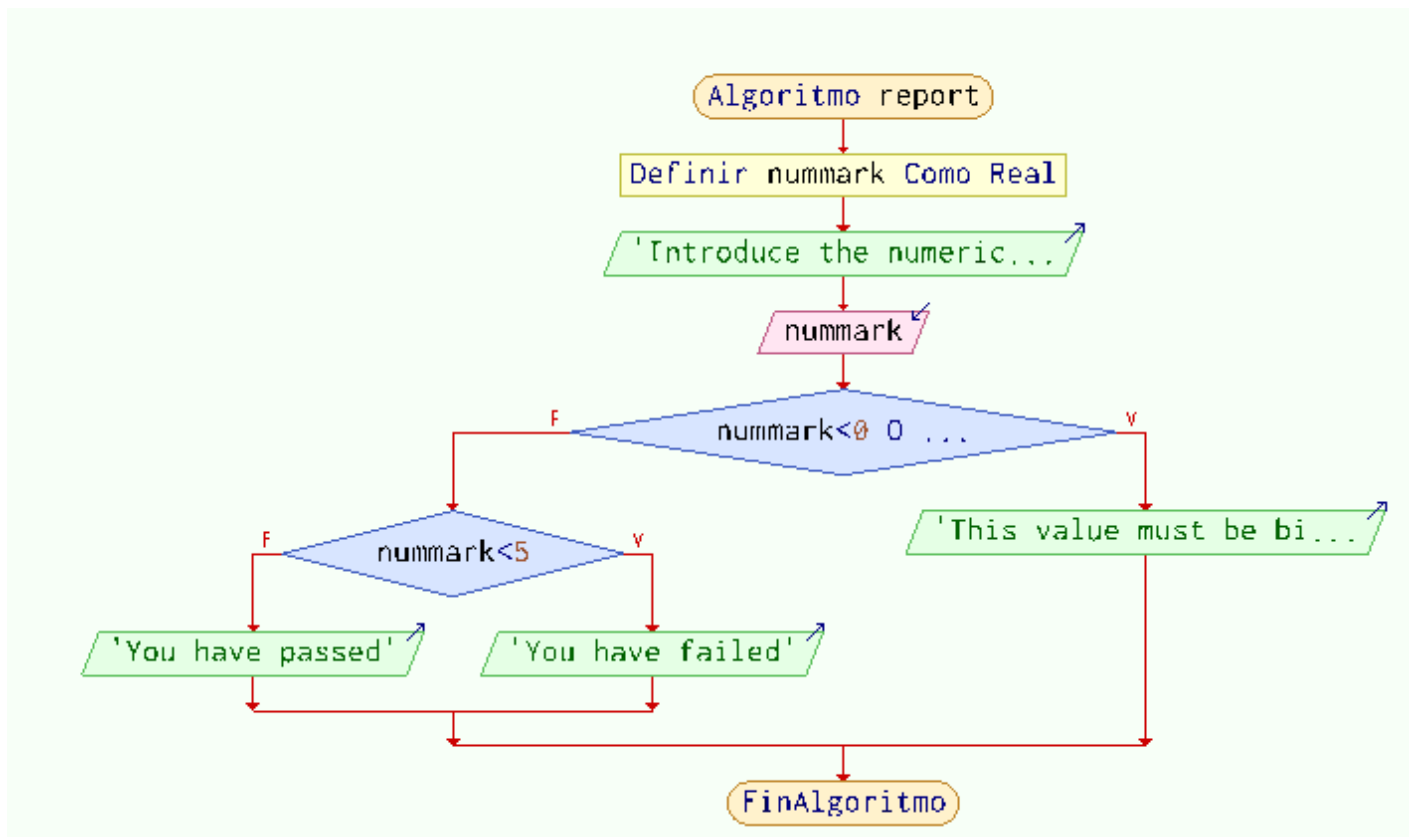 Algoritmo report
Definir nummark Como Real
'Introduce the numeric...
nummark
F
nummark<0 O ...
V
F
nummark<5
V
'This value must be bi...
'You have passed'
'You have failed'
FinAlgoritmo